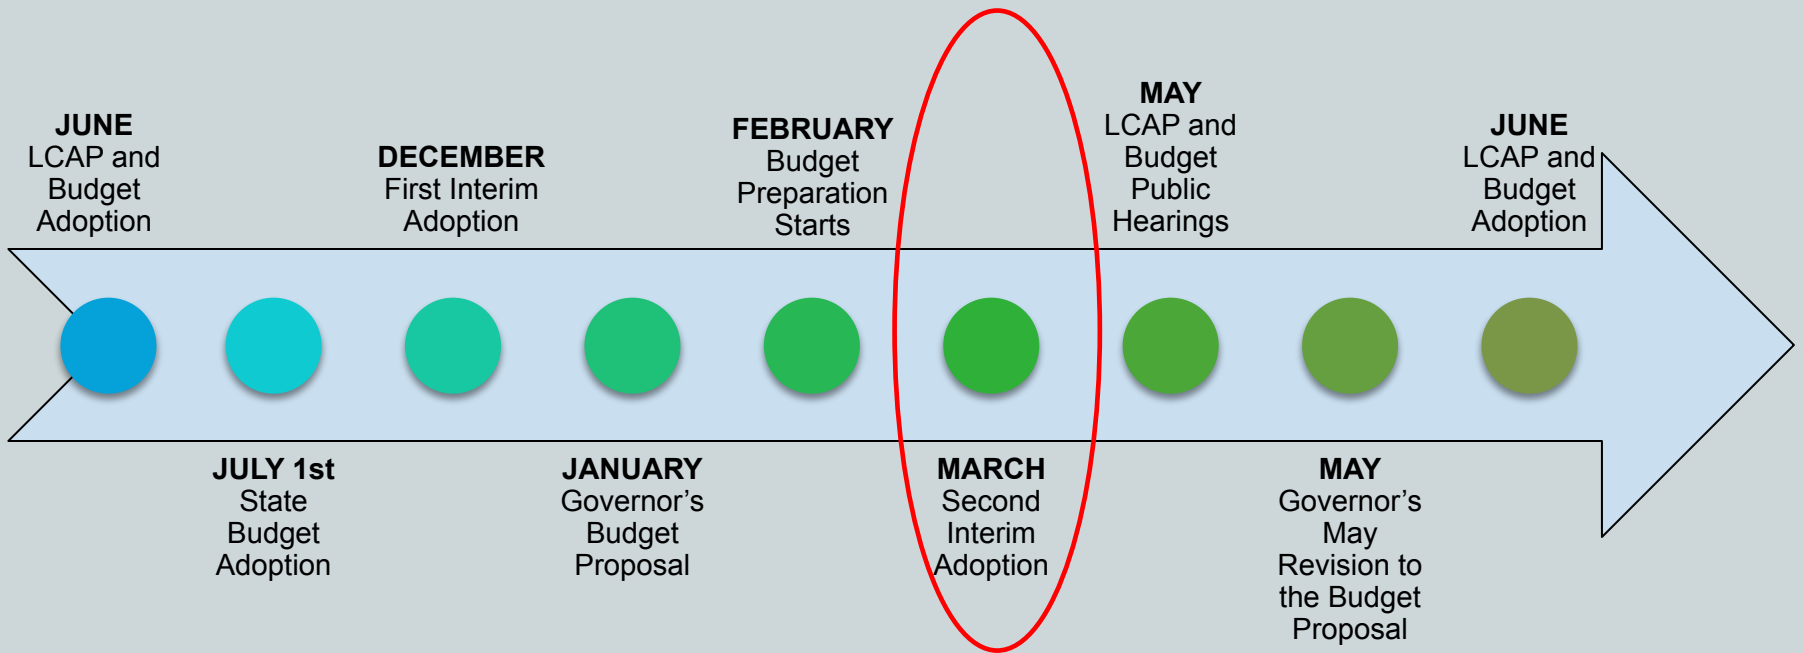 JUNE
LCAP and
Budget
Adoption
JULY 1st
State
Budget
Adoption
DECEMBER
First Interim
Adoption
JANUARY
Governor’s
Budget
Proposal
FEBRUARY
Budget
Preparation
Starts
MARCH
Second
Interim
Adoption
MAY
LCAP and
Budget
Public
Hearings
MAY
Governor’s
May
Revision to
the Budget
Proposal
JUNE
LCAP and
Budget
Adoption